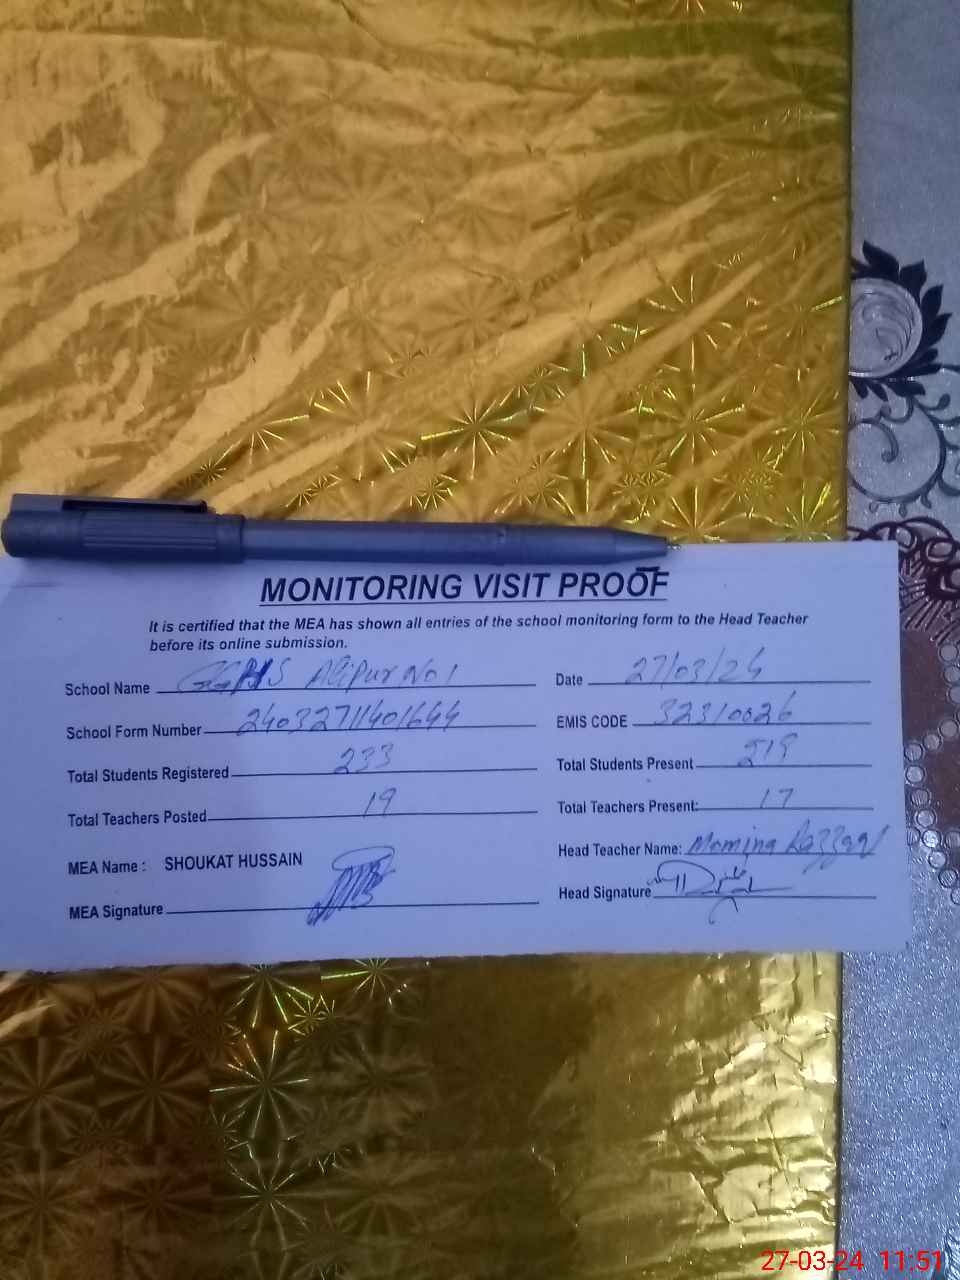 MONITORING VISIT PROOF
It is certified that the MEA has shown all entries of the school monitoring form to the Head Teacher
before its online submission.
School Name Alipur No 1 Date 27/03/24
School Form Number 2403271401644 EMIS CODE 32310026
Total Students Registered 233 Total Students Present 219
Total Teachers Posted 19 Total Teachers Present: 17
MEA Name : SHOUKAT HUSSAIN Head Teacher Name: Momina Razzaq
MEA Signature Head Signature
27-03-24 11:51